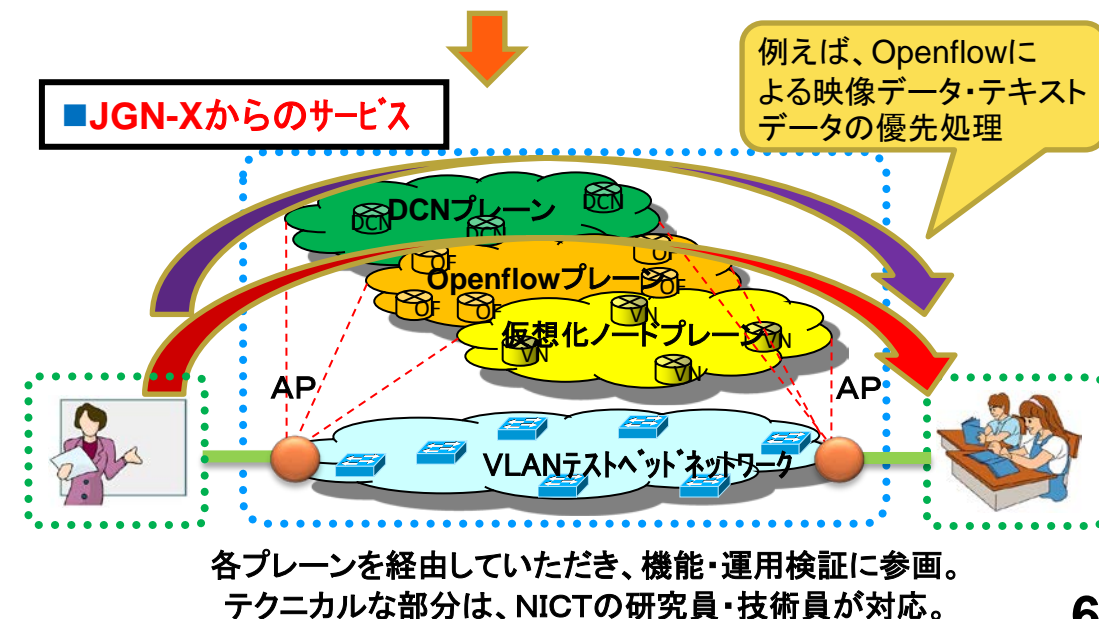 例えば、Openflowに
よる映像データ・テキスト
データの優先処理
■JGN-Xからのサービス
DCN
DCNプレーン
DCN
DCN
OF
OF
Openflowプレーン
OF
OF
OF
VN
仮想化ノードプレーン
VN
VN
VN
AP
AP
VLANテストベッドネットワーク
各プレーンを経由していただき、機能・運用検証に参画。
テクニカルな部分は、NICTの研究員・技術員が対応。
6